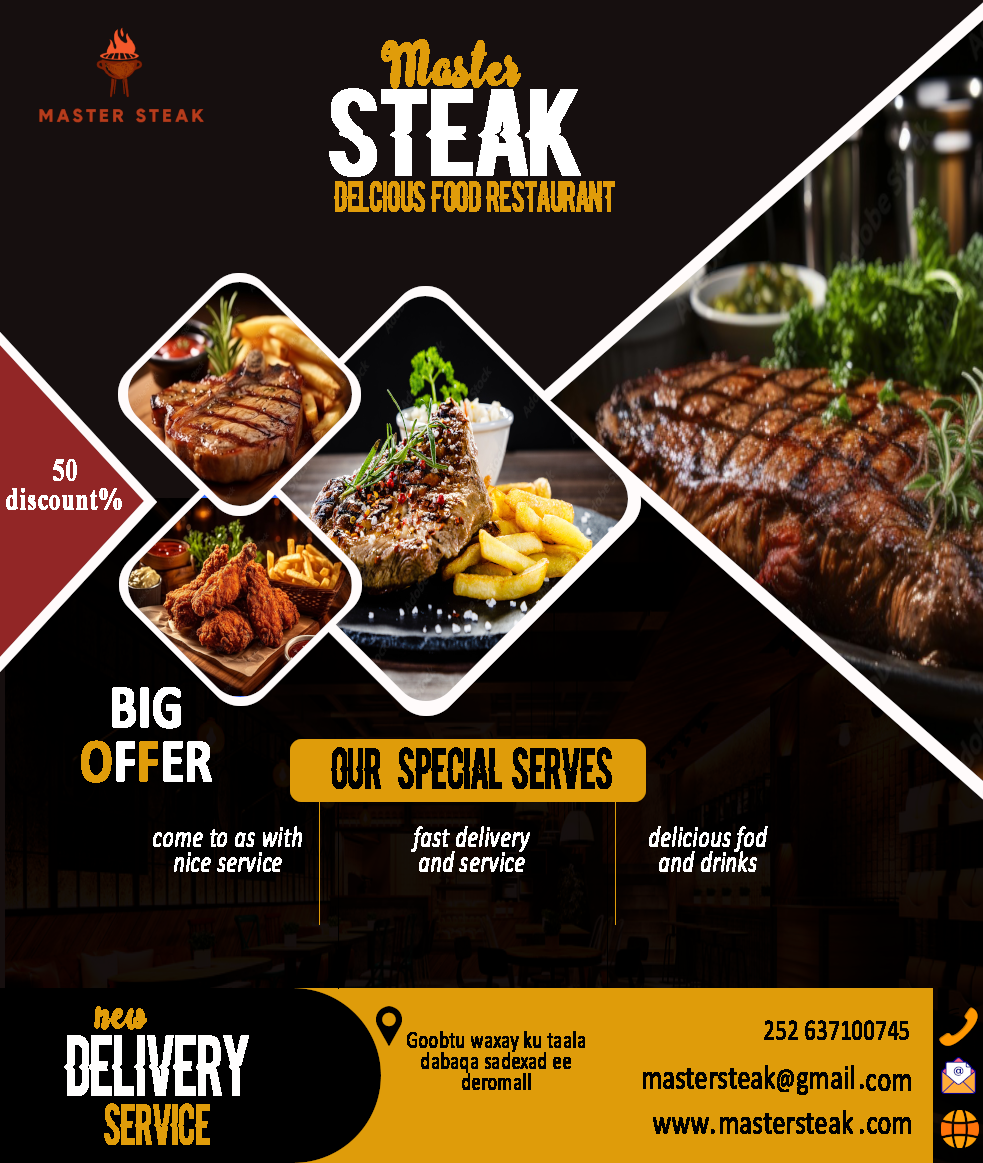 MASTER STEAK
Master
STEAK
DELCIOUS FOOD RESTAURANT
50
discount%
BIG
OFFER
OUR SPECIAL SERVES
come to as with
nice service
fast delivery
and service
delicious fod
and drinks
new
DELIVERY
SERVICE
Goobtu waxay ku taala
dabaqa sadexad ee
deromall
252 637100745
mastersteak@gmail.com
www.mastersteak.com